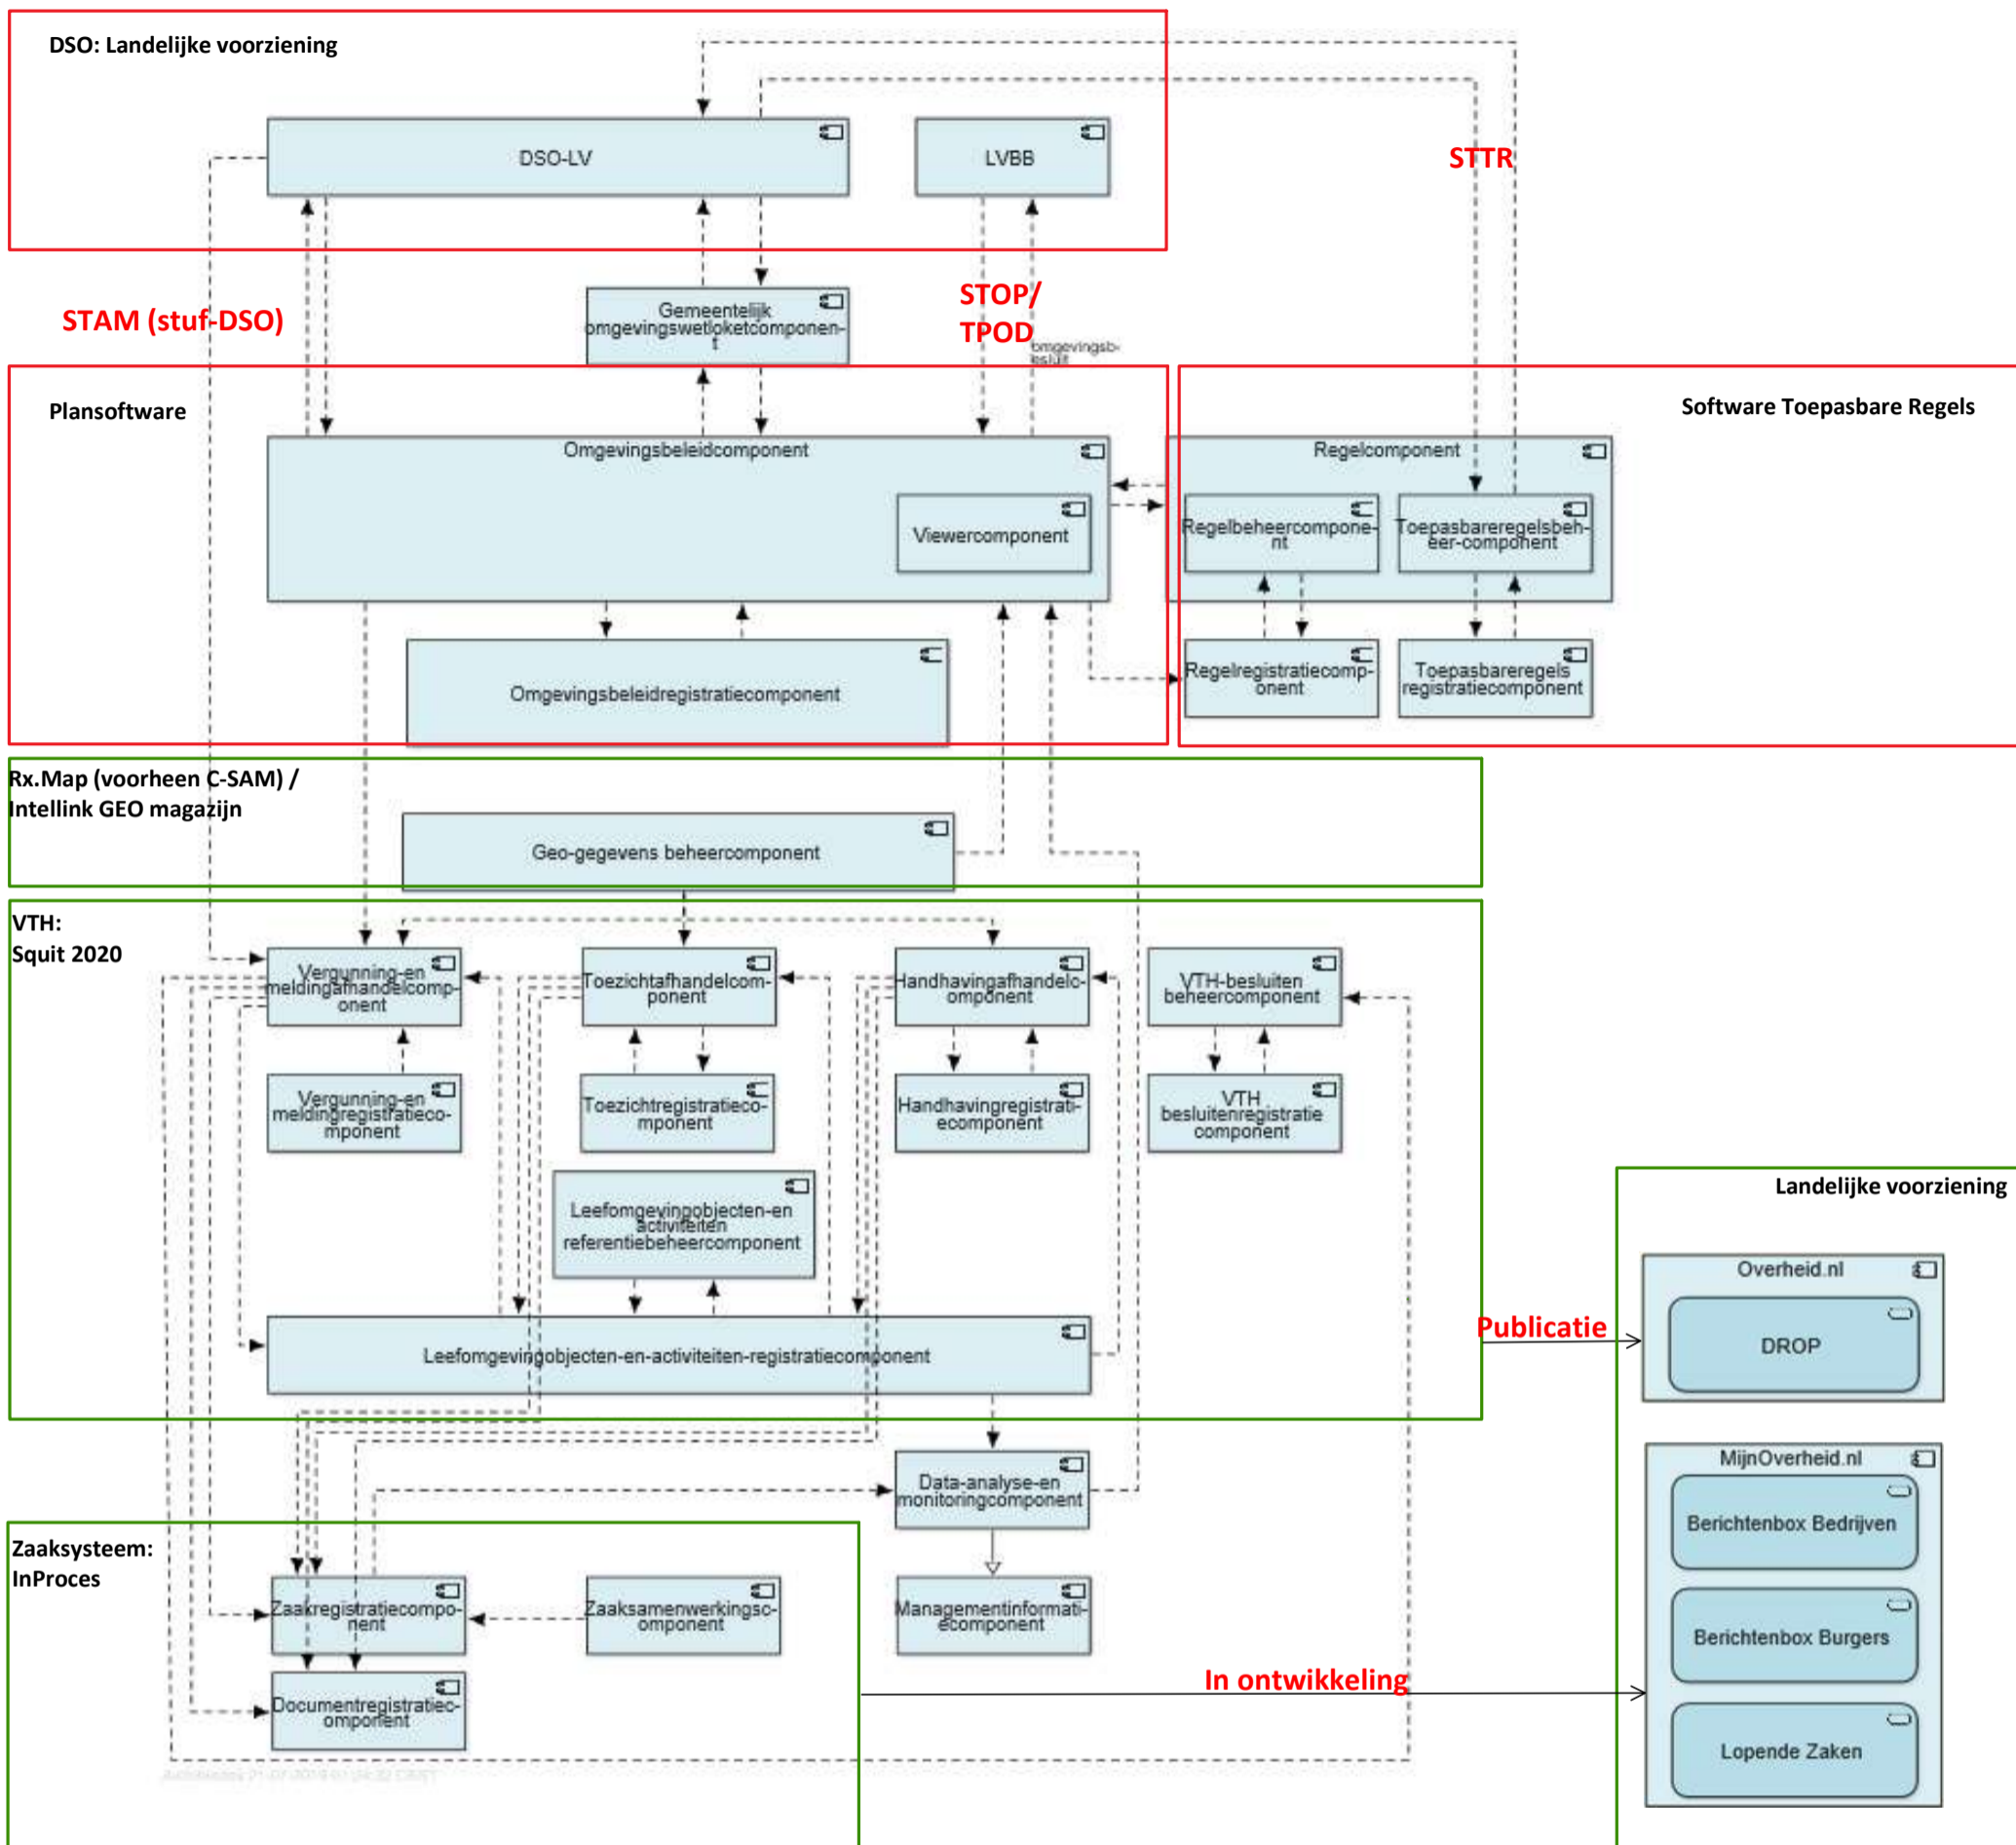 DSO: Landelijke voorziening
DSO-LV
LVBB
STTR
STAM (stuf-DSO)
Gemeentelijk
omgevingswetloketcomponen-
t
STOP/
TPOD
omgevingsb-
esluit
Plansoftware
Software Toepasbare Regels
Omgevingsbeleidcomponent
Viewercomponent
Regelcomponent
Regelbeheercompone-
nt
Toepasbareregelsbeh-
eer-component
Omgevingsbeleidregistratiecomponent
Regelregistratiecomp-
onent
Toepasbareregels
registratiecomponent
Rx.Map (voorheen C-SAM) /
Intellink GEO magazijn
Geo-gegevens beheercomponent
VTH:
Squit 2020
Vergunning-en
meldingafhandelcomp-
onent
Toezichtafhandelcom-
ponent
Handhavingafhandelc-
omponent
VTH-besluiten
beheercomponent
Vergunning-en
meldingregistratieco-
mponent
Toezichtregistratieco-
mponent
Handhavingregistrati-
ecomponent
VTH
besluitenregistratie
component
Leefomgevingobjecten-en
activiteiten
referentiebeheercomponent
Leefomgevingobjecten-en-activiteiten-registratiecomponent
Landelijke voorziening
Overheid.nl
DROP
Publicatie
Data-analyse-en
monitoringcomponent
MijnOverheid.nl
Berichtenbox Bedrijven
Berichtenbox Burgers
Lopende Zaken
Zaaksysteem:
InProces
Zaakregistratiecompo-
nent
Zaaksamenwerkingsc-
omponent
Managementinformati-
ecomponent
Documentregistratiec-
omponent
In ontwikkeling